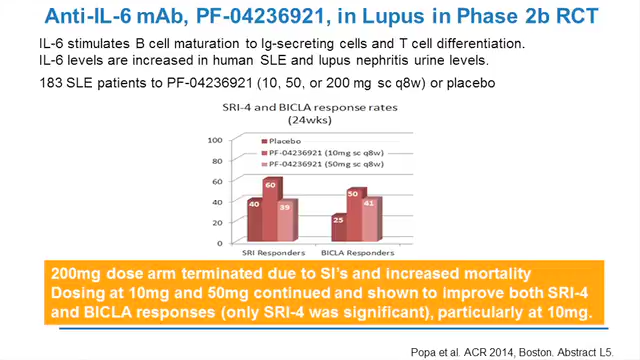 Anti-IL-6 mAb, PF-04236921, in Lupus in Phase 2b RCT
IL-6 stimulates B cell maturation to Ig-secreting cells and T cell differentiation.
IL-6 levels are increased in human SLE and lupus nephritis urine levels.
183 SLE patients to PF-04236921 (10, 50, or 200 mg sc q8w) or placebo
SRI-4 and BICLA response rates
(24wks)
100
80
60
40
20
0
Placebo
PF-04236921 (10mg sc q8w)
PF-04236921 (50mg sc q8w)
40
60
39
25
50
41
SRI Responders
BICLA Responders
200mg dose arm terminated due to SI's and increased mortality
Dosing at 10mg and 50mg continued and shown to improve both SRI-4
and BICLA responses (only SRI-4 was significant), particularly at 10mg.
Popa et am. ACR 2014, Boston. Abstract L5.